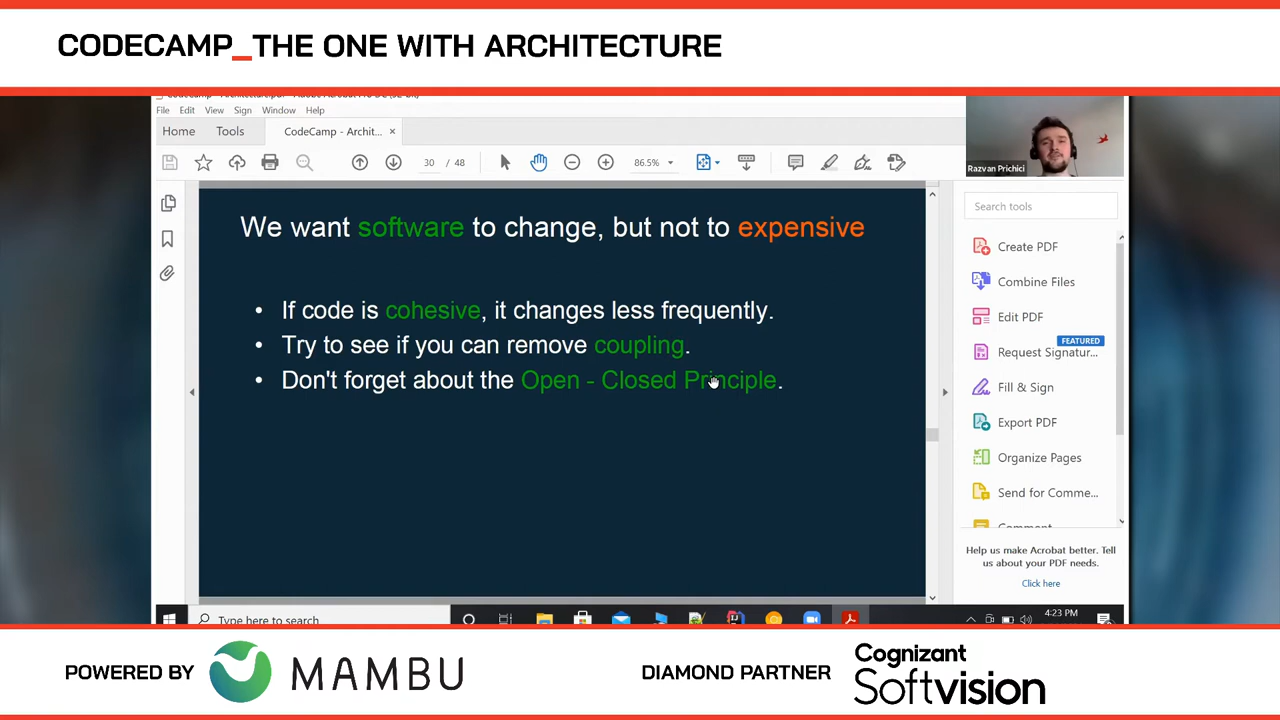 CODECAMP_THE ONE WITH ARCHITECTURE
File Edit View Sign Window Help
Home Tools CodeCamp - Archit... ×
30 / 48 86.5%
Razvan Prichici
We want software to change, but not to expensive
• If code is cohesive, it changes less frequently.
• Try to see if you can remove coupling.
• Don't forget about the Open - Closed Principle.
Search tools
Create PDF
Combine Files
Edit PDF
FEATURED
Request Signatur...
Fill & Sign
Export PDF
Organize Pages
Send for Comme...
Comment
Help us make Acrobat better. Tell
us about your PDF needs.
Click here
Type here to search
4:23 PM
POWERED BY MAMBU
DIAMOND PARTNER Cognizant
Softvision